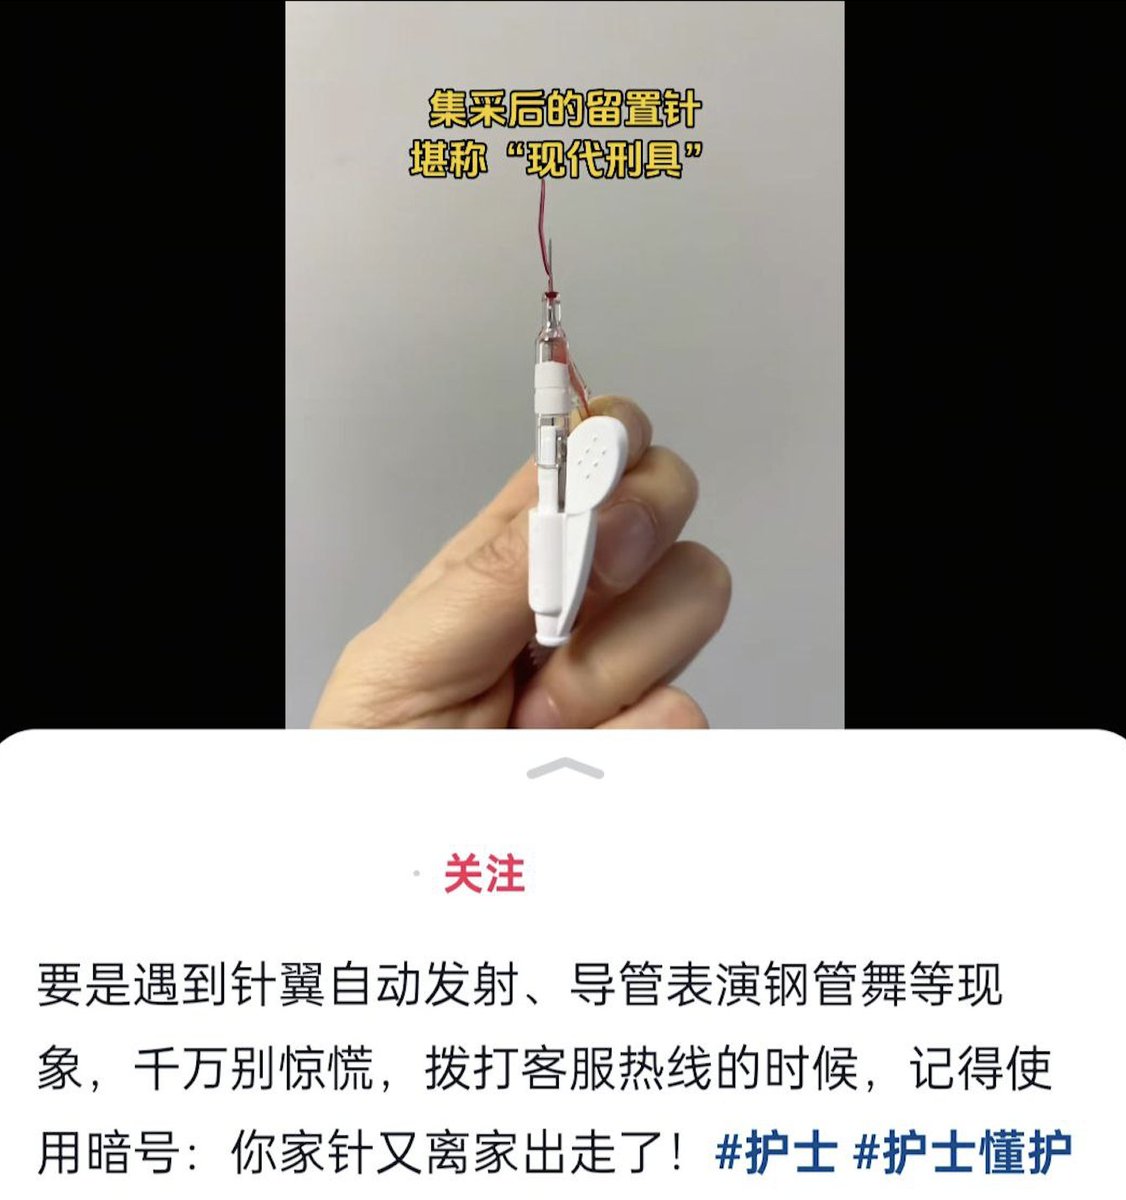 集采后的留置针
堪称“现代刑具”
· 关注
要是遇到针翼自动发射、导管表演钢管舞等现
象，千万别惊慌，拨打客服热线的时候，记得使
用暗号：你家针又离家出走了！#护士 #护士懂护